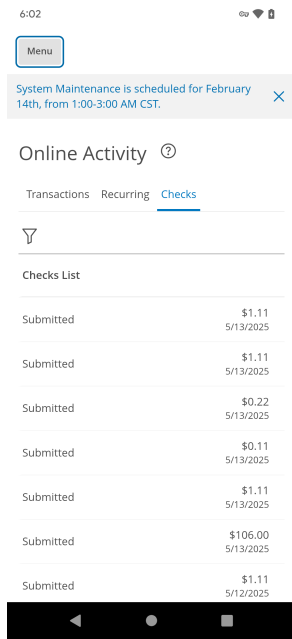 6:02
Menu
System Maintenance is scheduled for February
14th, from 1:00-3:00 AM CST.
Online Activity
Transactions Recurring Checks
Checks List
Submitted $1.11
5/13/2025
Submitted $1.11
5/13/2025
Submitted $0.22
5/13/2025
Submitted $0.11
5/13/2025
Submitted $1.11
5/13/2025
Submitted $106.00
5/13/2025
Submitted $1.11
5/12/2025